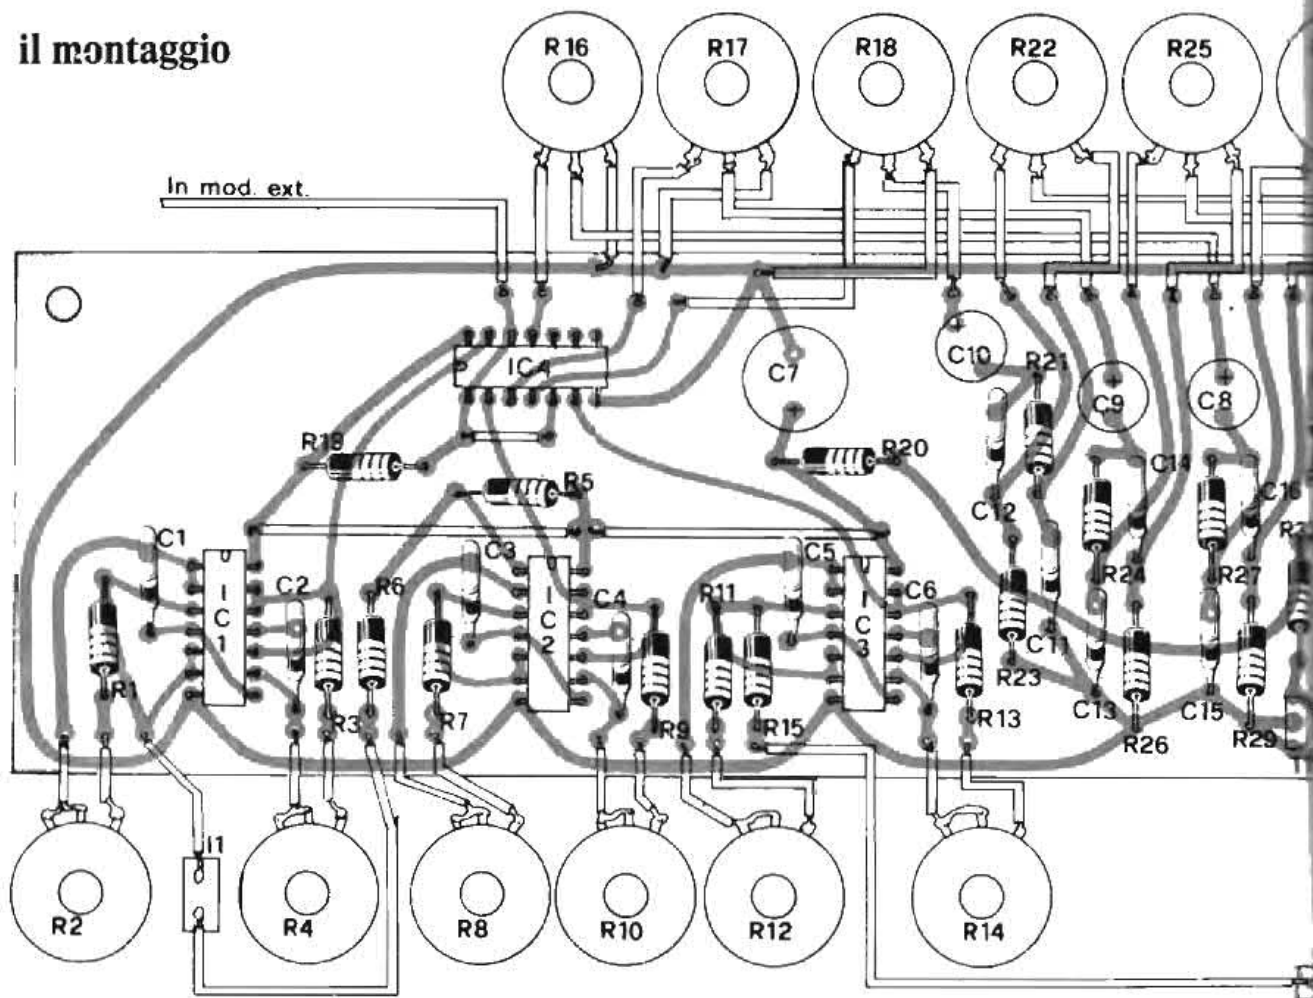 il montaggio
R16
R17
R18
R22
R25
In mod. ext.
IC4
C7
C10
R21
C9
C8
R19
R20
R5
C14
C16
C12
C1
C3
C5
IC1
C2
R6
IC2
C4
R11
IC3
C6
R24
R27
C11
R1
R3
R7
R9
R15
R13
R23
C13
R26
C15
R29
I1
R2
R4
R8
R10
R12
R14